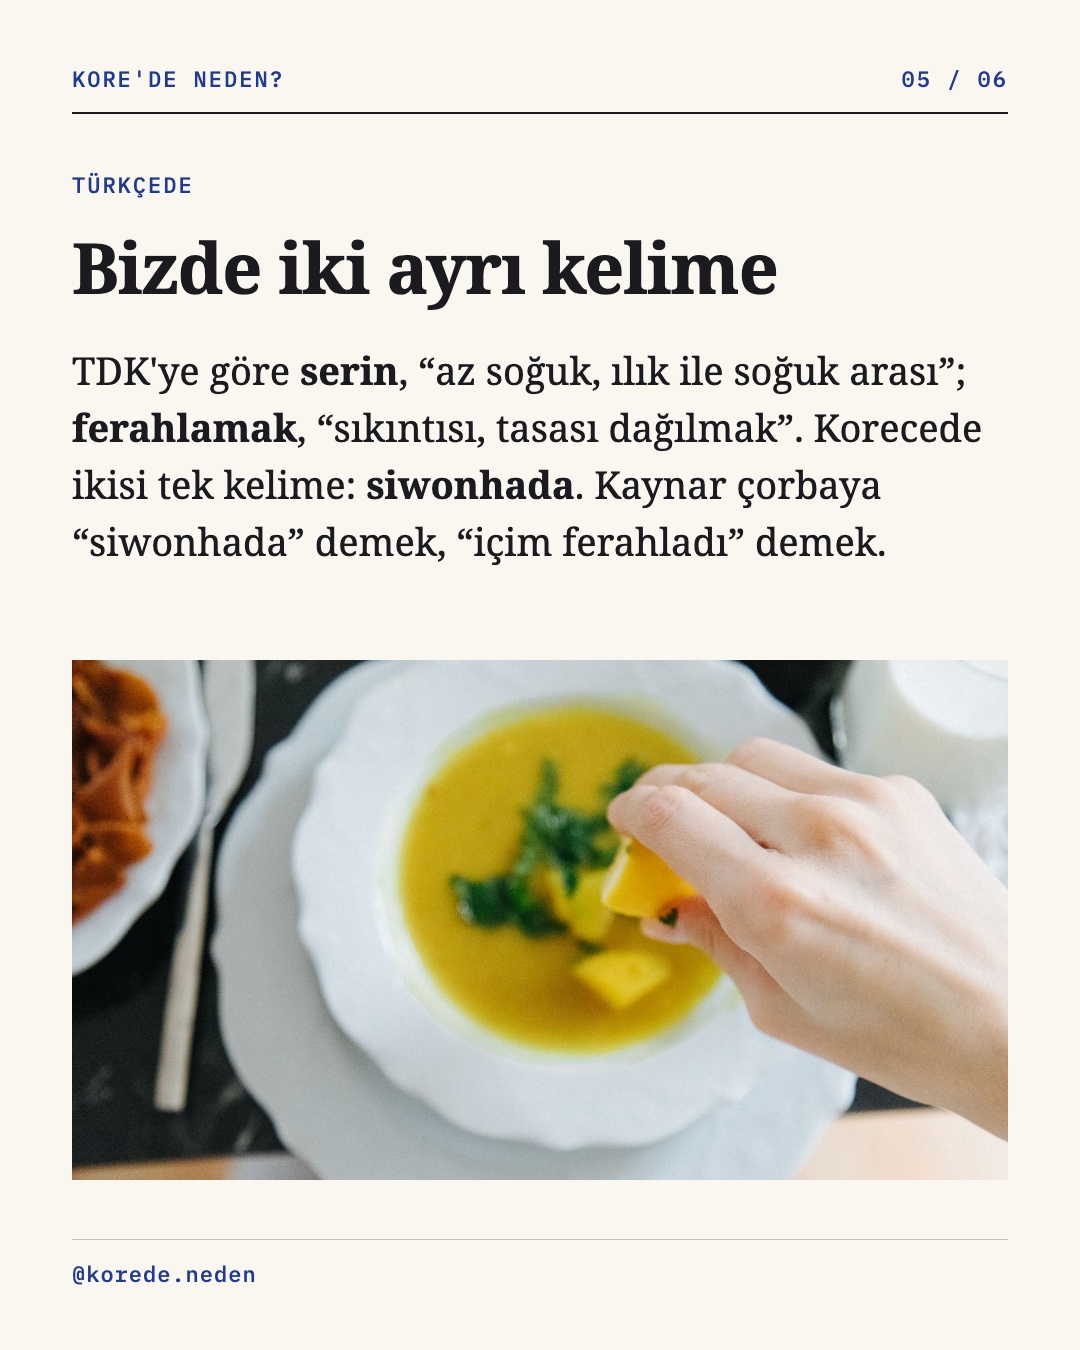 KORE'DE NEDEN?
05 / 06
TÜRKÇEDE
Bizde iki ayrı kelime
TDK'ye göre serin, “az soğuk, ılık ile soğuk arası”;
ferahlamak, “sıkıntısı, tasası dağılmak”. Korecede
ikisi tek kelime: siwonhada. Kaynar çorbaya
“siwonhada” demek, “içim ferahladı” demek.
@korede.neden